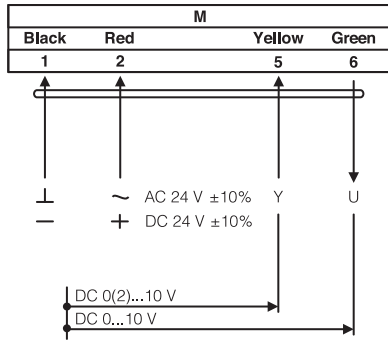 M
Black Red Yellow Green
1 2 5 6
⊥ ~ AC 24 V ±10% Y U
− + DC 24 V ±10%
DC 0(2)...10 V
DC 0...10 V